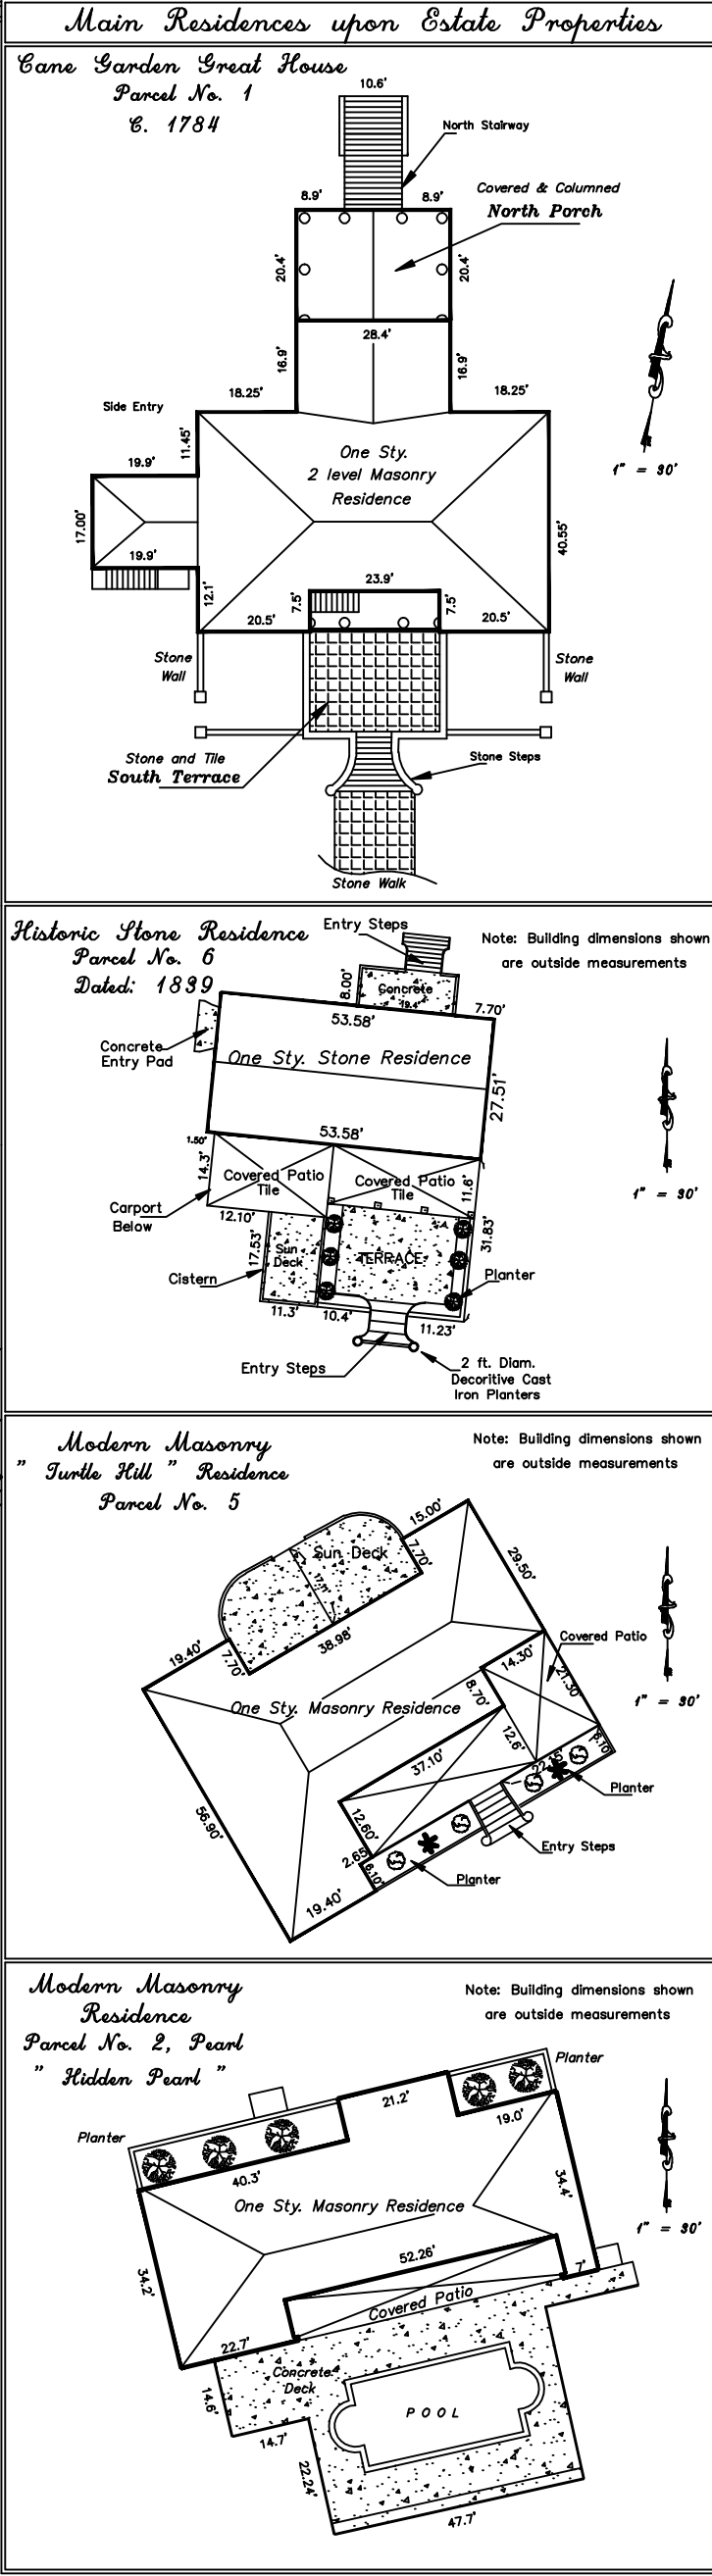 Main Residences upon Estate Properties
Cane Garden Great House
Parcel No. 1
C. 1784
10.6'
North Stairway
8.9'
8.9'
Covered & Columned
North Porch
20.4'
20.4'
28.4'
16.9'
16.9'
18.25'
18.25'
Side Entry
11.45'
One Sty.
2 level Masonry
Residence
1" = 30'
19.9'
17.00'
40.55'
19.9'
12.1'
23.9'
7.5'
7.5'
20.5'
20.5'
Stone
Wall
Stone
Wall
Stone and Tile
South Terrace
Stone Steps
Stone Walk
Historic Stone Residence
Parcel No. 6
Dated: 1839
Entry Steps
Note: Building dimensions shown
are outside measurements
8.00'
Concrete
19.4'
7.70'
53.58'
Concrete
Entry Pad
One Sty. Stone Residence
27.51'
53.58'
1.50'
14.3'
Covered Patio
Tile
Covered Patio
Tile
11.6'
1" = 30'
Carport
Below
12.10'
17.53'
Sun
Deck
TERRACE
31.83'
Cistern
Planter
11.3'
10.4'
11.23'
Entry Steps
2 ft. Diam.
Decoritive Cast
Iron Planters
Modern Masonry
" Turtle Hill " Residence
Parcel No. 5
Note: Building dimensions shown
are outside measurements
15.00'
Sun Deck
7.70'
29.50'
17.11'
38.98'
19.40'
7.70'
Covered Patio
14.30'
21.30'
8.70'
1" = 30'
One Sty. Masonry Residence
12.6'
37.10'
22.15'
6.10'
Planter
56.90'
12.60'
2.65'
6.10'
Entry Steps
Planter
19.40'
Modern Masonry
Residence
Parcel No. 2, Pearl
" Hidden Pearl "
Note: Building dimensions shown
are outside measurements
Planter
21.2'
19.0'
Planter
40.3'
34.4'
One Sty. Masonry Residence
1" = 30'
52.26'
34.2'
7'
Covered Patio
22.7'
Concrete
Deck
14.6'
POOL
14.7'
22.24'
47.7'